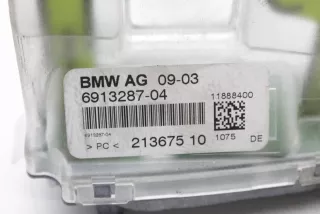 BMW AG 09-03
6913287-04
11888400
6913287-04
> PC < 213675 10
1075 DE